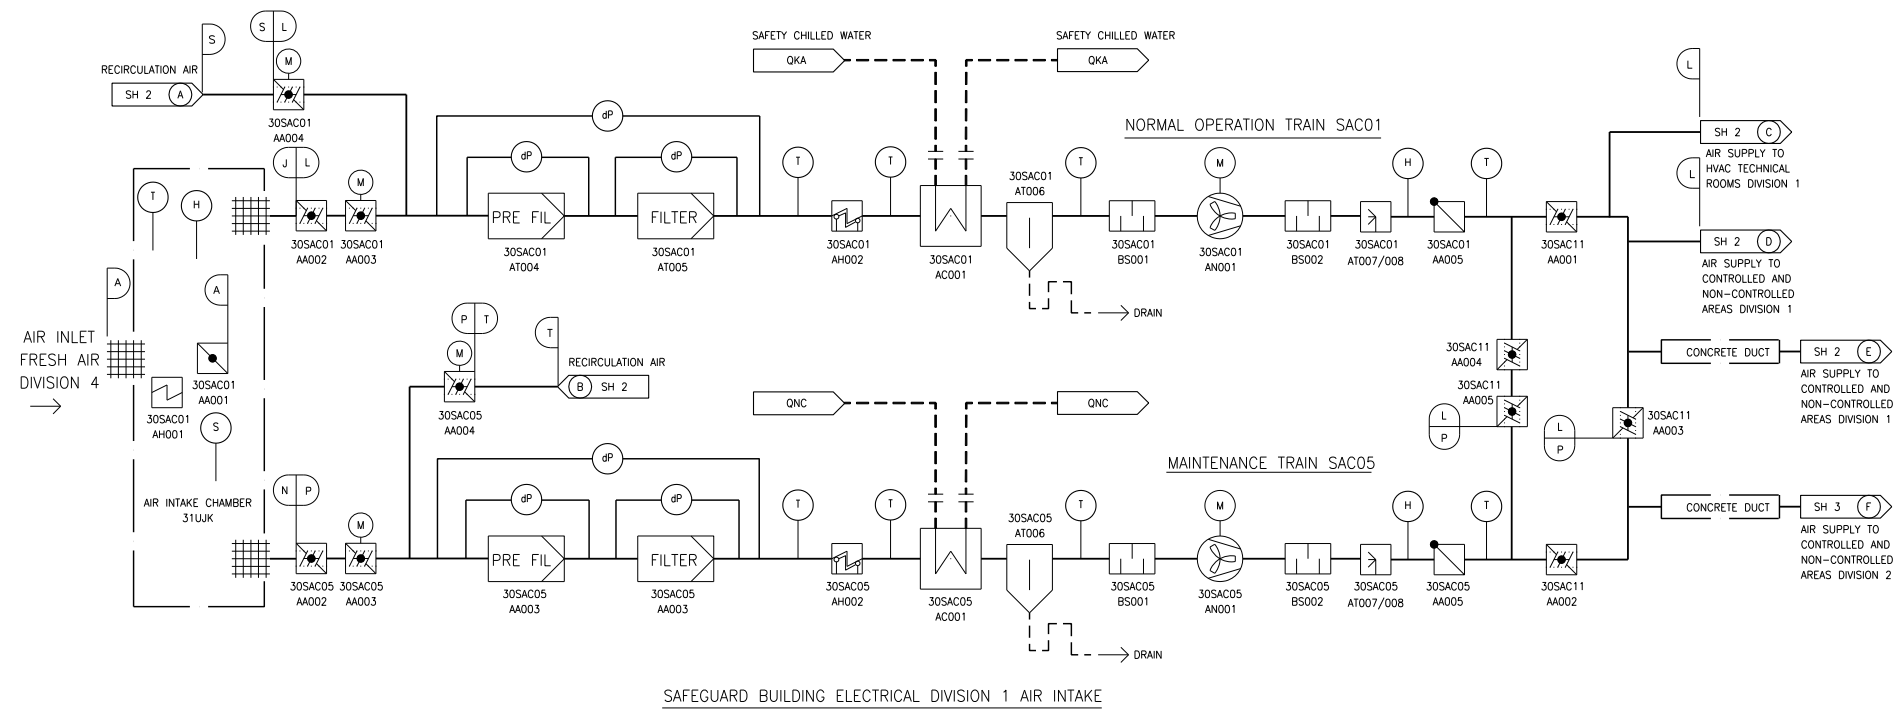 SAFETY CHILLED WATER
QKA
SAFETY CHILLED WATER
QKA
S L
S
M
RECIRCULATION AIR
SH 2 A
30SAC01
AA004
L
NORMAL OPERATION TRAIN SAC01
SH 2 C
AIR SUPPLY TO
HVAC TECHNICAL
ROOMS DIVISION 1
L
SH 2 D
AIR SUPPLY TO
CONTROLLED AND
NON-CONTROLLED
AREAS DIVISION 1
J L
M
dP
dP
dP
T
T
T
M
H
T
30SAC01
AA002
30SAC01
AA003
PRE FIL
30SAC01
AT004
FILTER
30SAC01
AT005
30SAC01
AH002
30SAC01
AC001
30SAC01
AT006
DRAIN
30SAC01
BS001
30SAC01
AN001
30SAC01
BS002
30SAC01
AT007/008
30SAC01
AA005
30SAC11
AA001
T
H
A
A
AIR INLET
FRESH AIR
DIVISION 4
30SAC01
AA001
30SAC01
AH001
S
AIR INTAKE CHAMBER
31UJK
P T
M
T
RECIRCULATION AIR
B SH 2
30SAC05
AA004
QNC
QNC
30SAC11
AA004
30SAC11
AA005
L
P
L
P
30SAC11
AA003
CONCRETE DUCT
SH 2 E
AIR SUPPLY TO
CONTROLLED AND
NON-CONTROLLED
AREAS DIVISION 1
MAINTENANCE TRAIN SAC05
CONCRETE DUCT
SH 3 F
AIR SUPPLY TO
CONTROLLED AND
NON-CONTROLLED
AREAS DIVISION 2
N P
M
dP
dP
dP
T
T
T
M
H
T
30SAC05
AA002
30SAC05
AA003
PRE FIL
30SAC05
AA003
FILTER
30SAC05
AA003
30SAC05
AH002
30SAC05
AC001
30SAC05
AT006
DRAIN
30SAC05
BS001
30SAC05
AN001
30SAC05
BS002
30SAC05
AT007/008
30SAC05
AA005
30SAC11
AA002
SAFEGUARD BUILDING ELECTRICAL DIVISION 1 AIR INTAKE